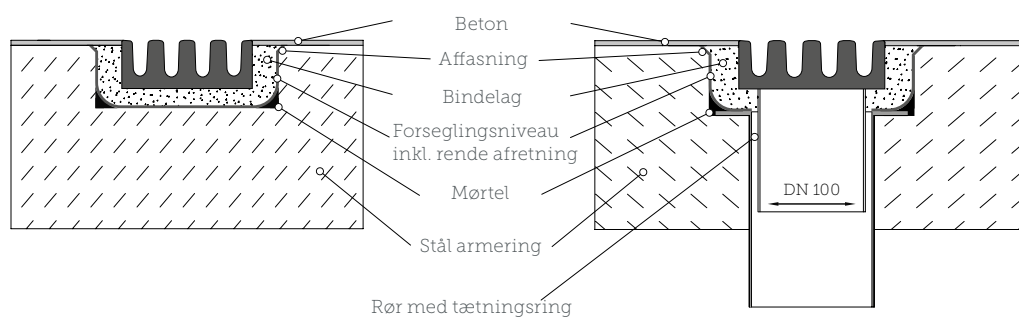 Beton
Affasning
Bindelag
Forseglingsniveau
inkl. rende afretning
Mørtel
DN 100
Stål armering
Rør med tætningsring